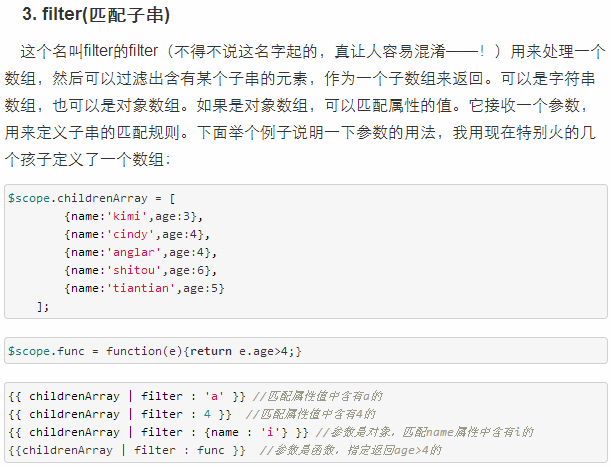 3. filter(匹配子串)
这个名叫filter的filter（不得不说这名字起的，真让人容易混淆——！）用来处理一个
数组，然后可以过滤出含有某个子串的元素，作为一个子数组来返回。可以是字符串
数组，也可以是对象数组。如果是对象数组，可以匹配属性的值。它接收一个参数，
用来定义子串的匹配规则。下面举个例子说明一下参数的用法，我用现在特别火的几
个孩子定义了一个数组：
$scope.childrenArray = [
{name:'kimi',age:3},
{name:'cindy',age:4},
{name:'anglar',age:4},
{name:'shitou',age:6},
{name:'tiantian',age:5}
];
$scope.func = function(e){return e.age>4;}
{{ childrenArray | filter : 'a' }} //匹配属性值中含有a的
{{ childrenArray | filter : 4 }} //匹配属性值中含有4的
{{ childrenArray | filter : {name : 'i'} }} //参数是对象，匹配name属性中含有i的
{{childrenArray | filter : func }} //参数是函数，指定返回age>4的